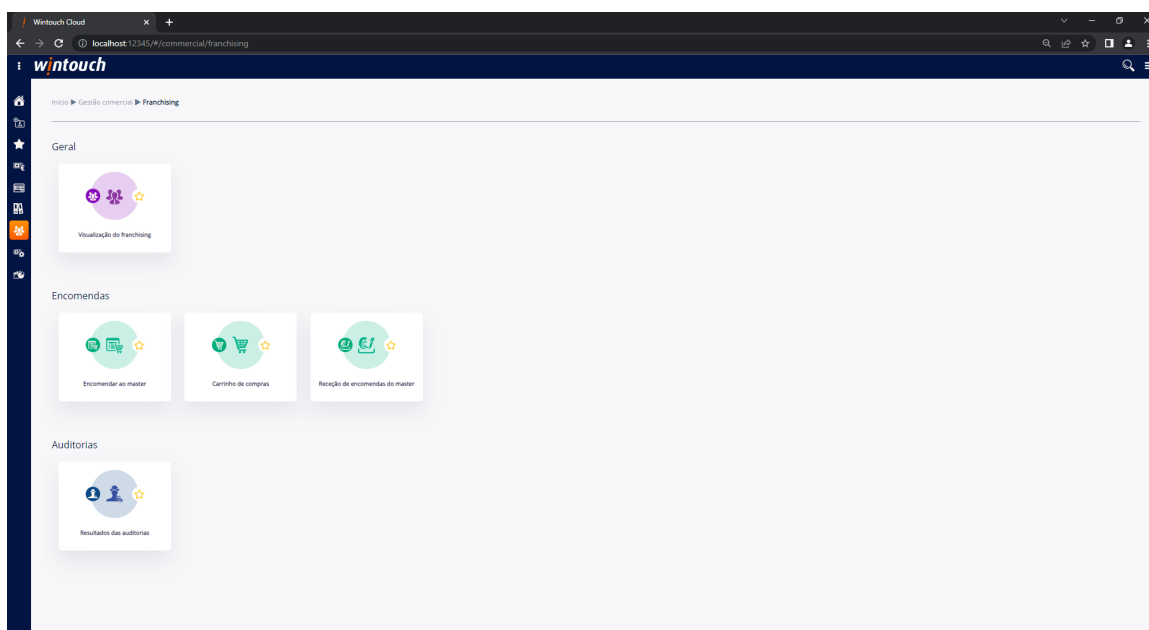 Wintouch Cloud
localhost:12345/#/commercial/franchising
wintouch
Início ▶ Gestão comercial ▶ Franchising
Geral
Visualização do franchising
Encomendas
Encomendar ao master
Carrinho de compras
Receção de encomendas do master
Auditorias
Resultados das auditorias